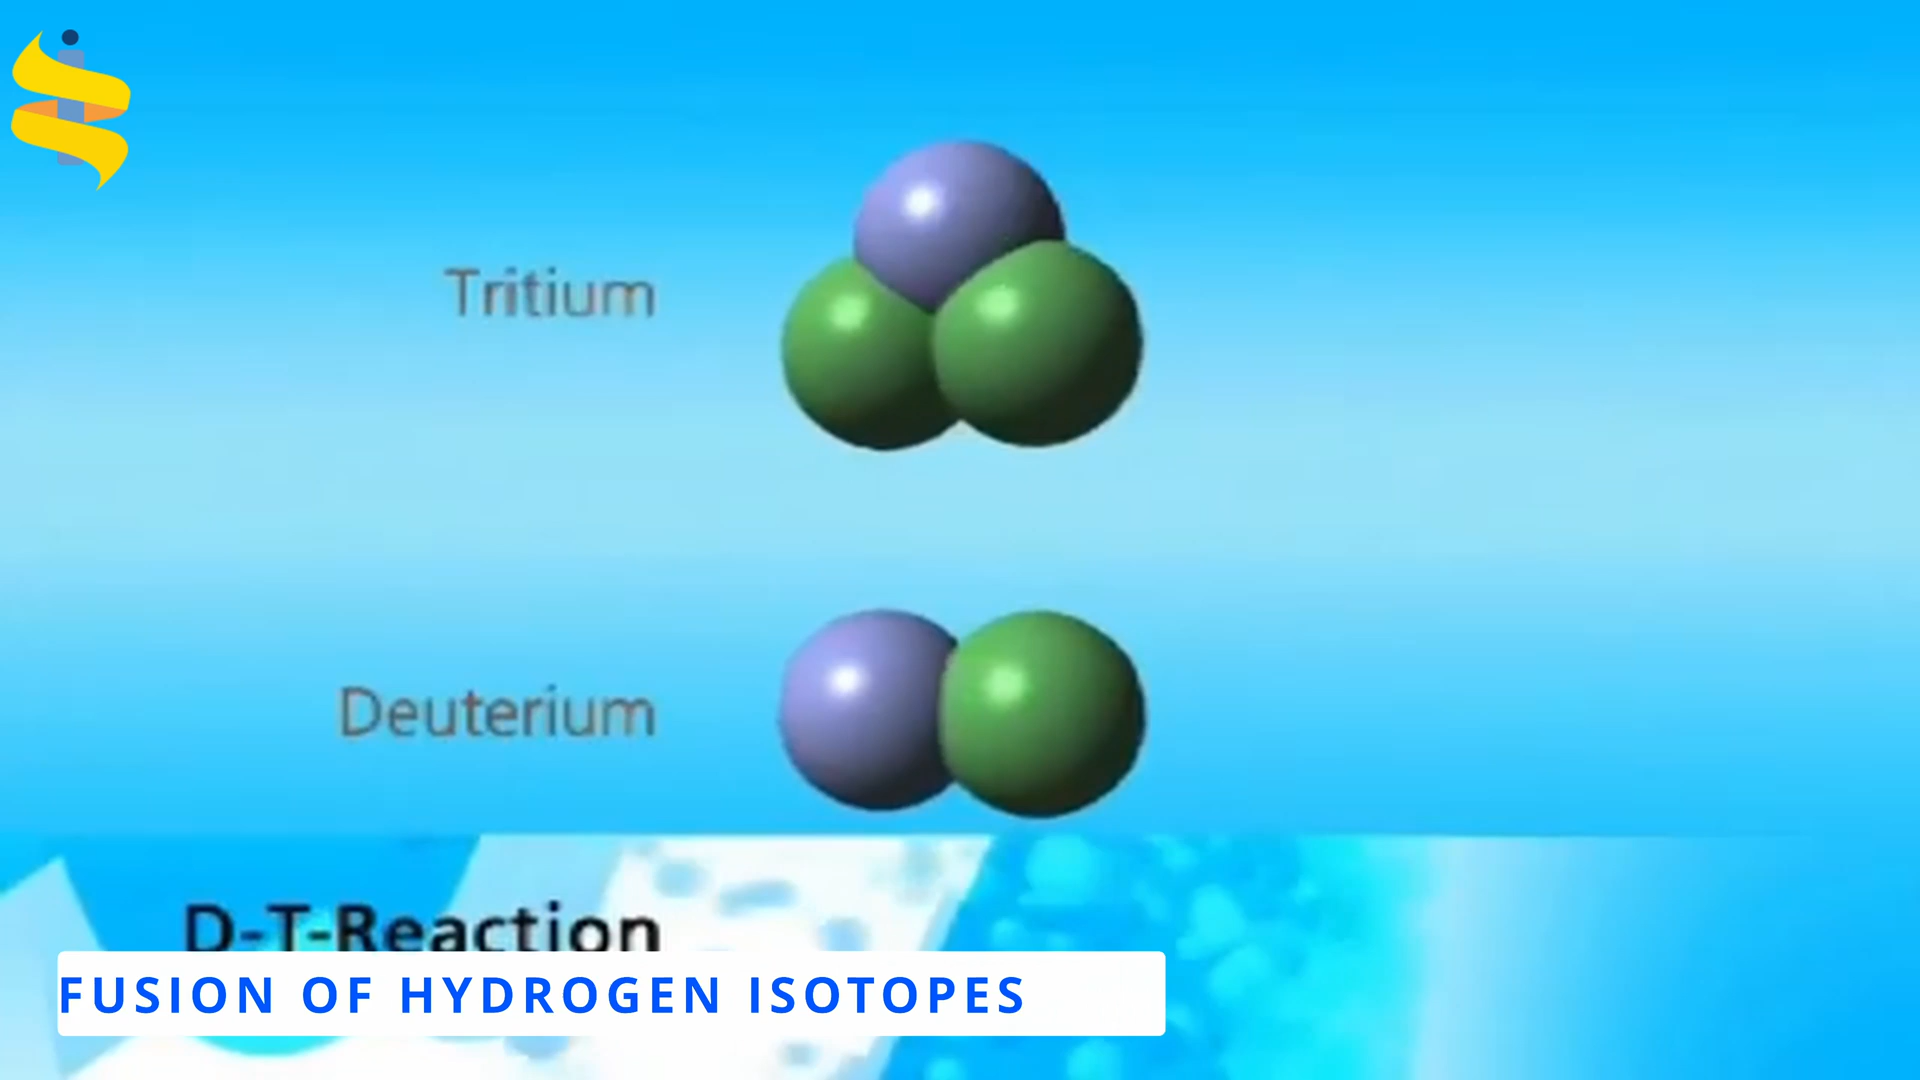 Tritium
Deuterium
D-T-Reaction
FUSION OF HYDROGEN ISOTOPES